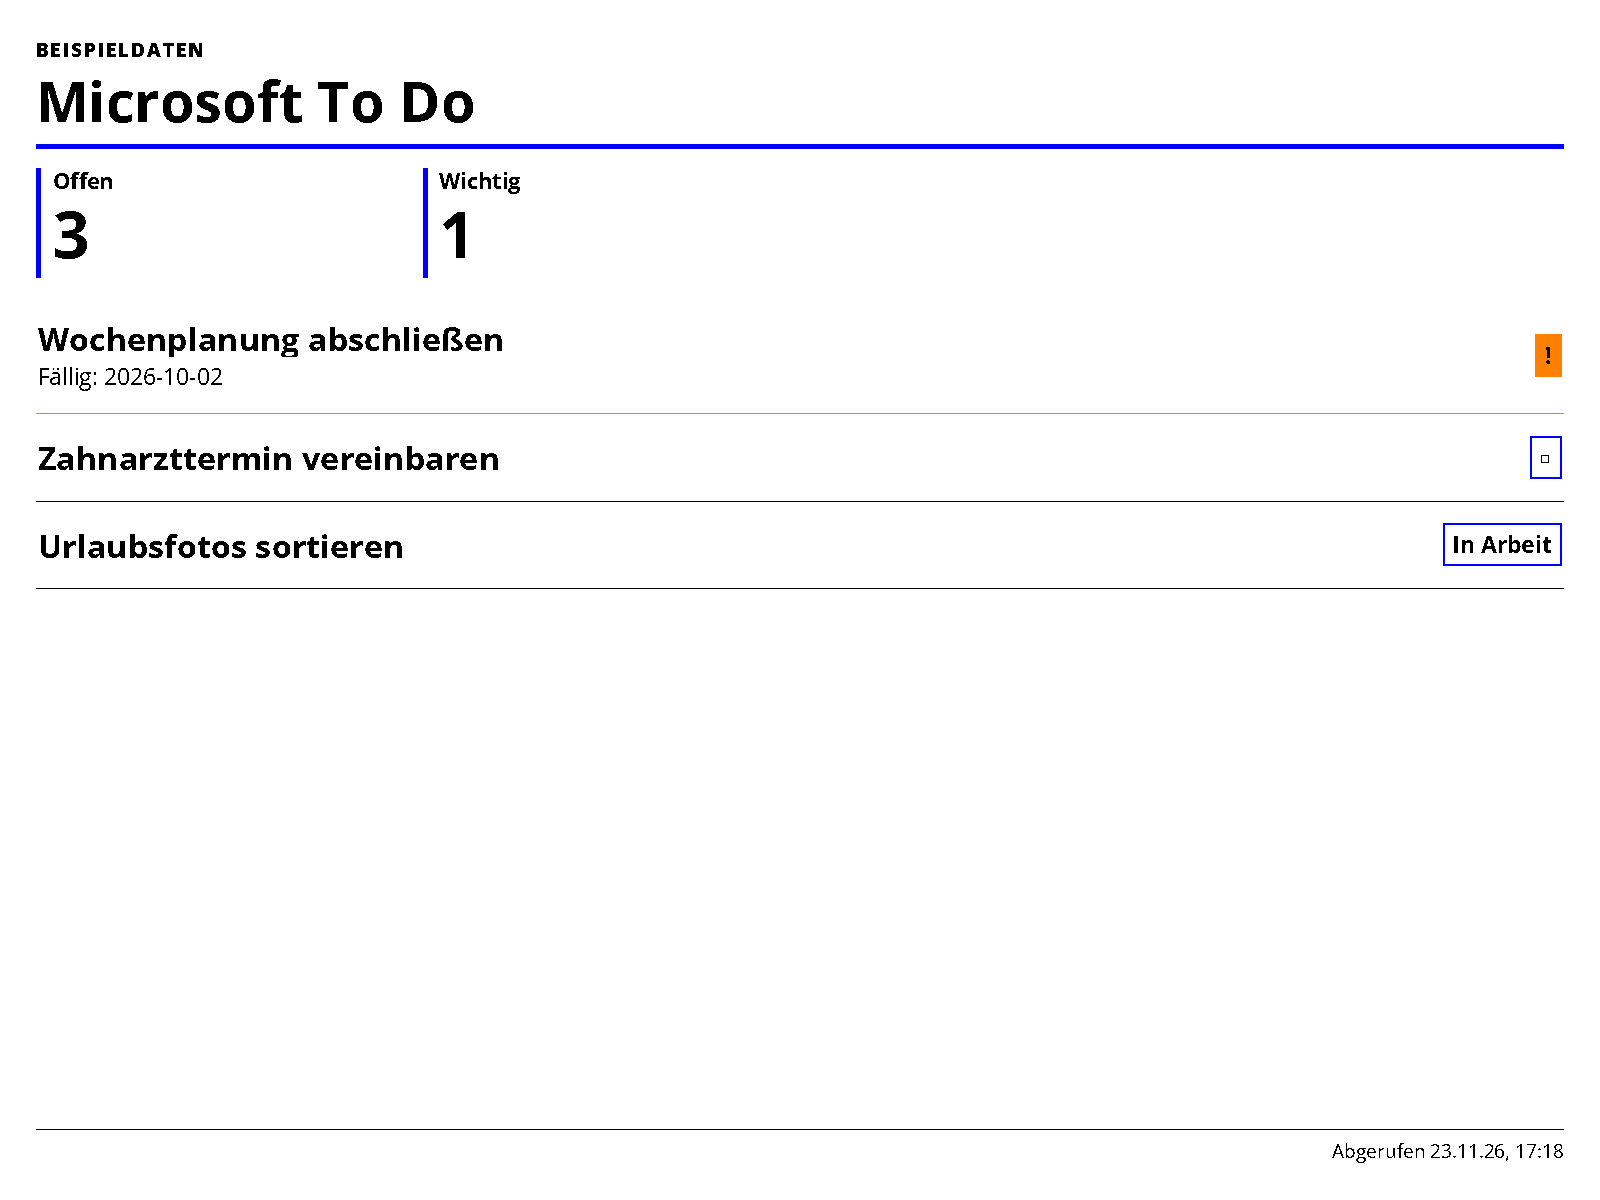 BEISPIELDATEN
Microsoft To Do
Offen
3
Wichtig
1
Wochenplanung abschließen
Fällig: 2026-10-02
!
Zahnarzttermin vereinbaren
Urlaubsfotos sortieren
In Arbeit
Abgerufen 23.11.26, 17:18